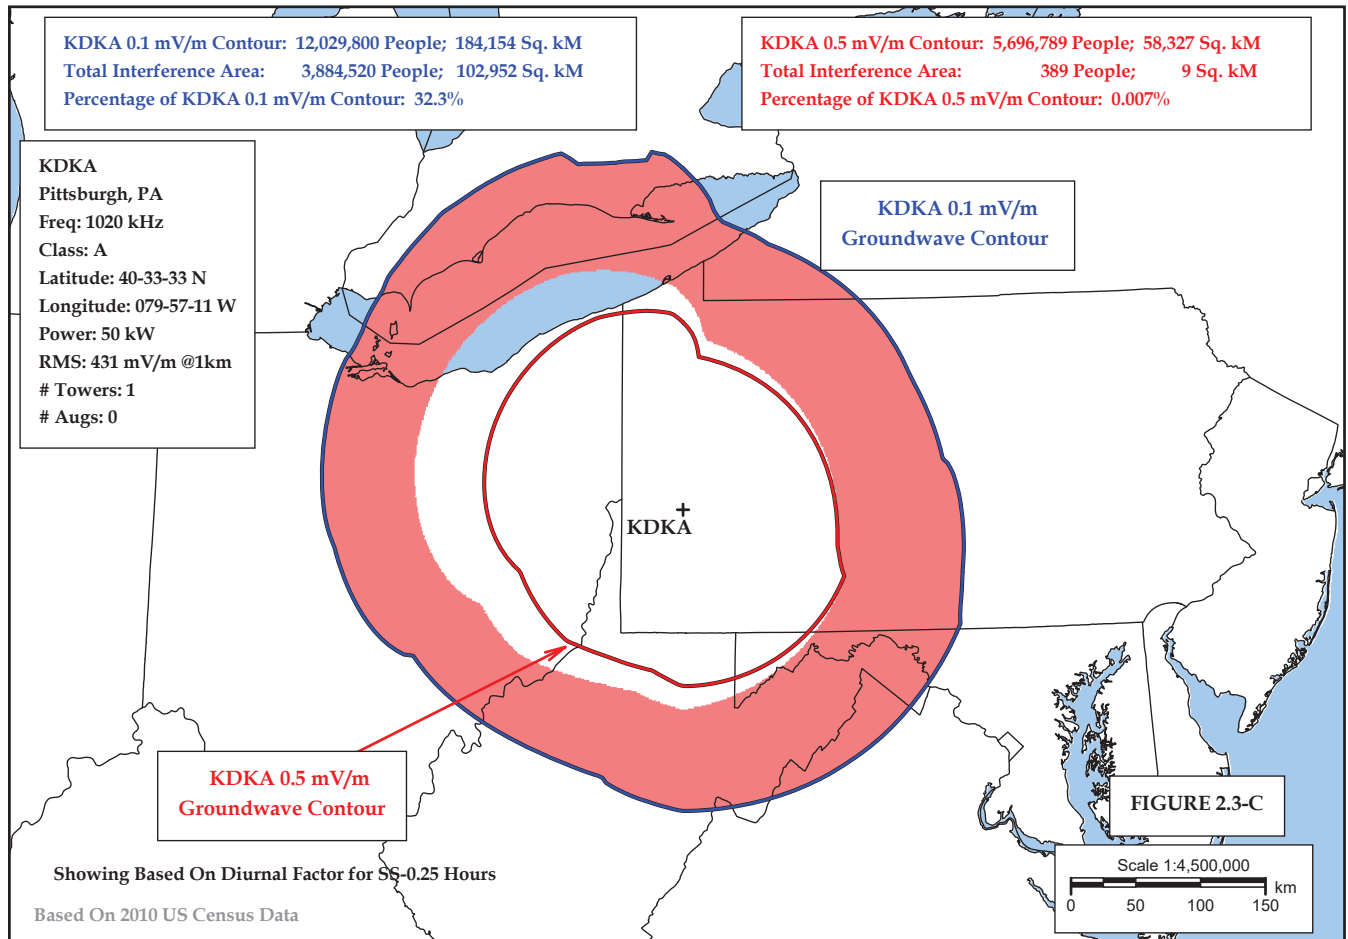 KDKA 0.1 mV/m Contour: 12,029,800 People; 184,154 Sq. kM
Total Interference Area: 3,884,520 People; 102,952 Sq. kM
Percentage of KDKA 0.1 mV/m Contour: 32.3%
KDKA 0.5 mV/m Contour: 5,696,789 People; 58,327 Sq. kM
Total Interference Area: 389 People; 9 Sq. kM
Percentage of KDKA 0.5 mV/m Contour: 0.007%
KDKA
Pittsburgh, PA
Freq: 1020 kHz
Class: A
Latitude: 40-33-33 N
Longitude: 079-57-11 W
Power: 50 kW
RMS: 431 mV/m @1km
# Towers: 1
# Augs: 0
KDKA 0.1 mV/m
Groundwave Contour
KDKA
KDKA 0.5 mV/m
Groundwave Contour
FIGURE 2.3-C
Scale 1:4,500,000
km
0 50 100 150
Showing Based On Diurnal Factor for SS-0.25 Hours
Based On 2010 US Census Data